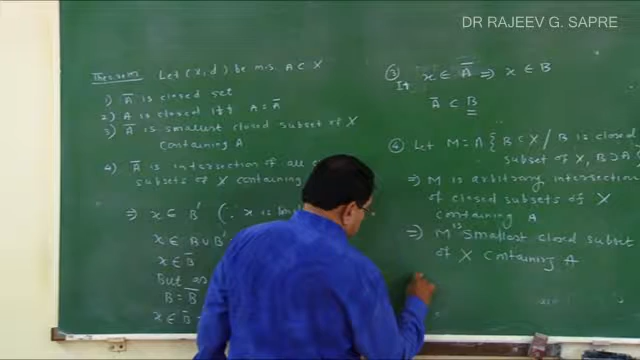 DR RAJEEV G. SAPRE
Theorem: Let (X,d) be m.s. A ⊂ X
1) A̅ is closed set
2) A is closed iff A = A̅
3) A̅ is smallest closed subset of X
containing A
4) A̅ is intersection of all
subsets of X containing
⇒ x ∈ B' (∵ x is
x ∈ B ∪ B'
x ∈ B̅
But
B = B̅
x ∈ B̅
③ If x ∈ A̅ ⇒ x ∈ B
A̅ ⊂ B
④ Let M = ∩ { B ⊂ X / B is closed
subset of X, B ⊃ A
⇒ M is arbitrary intersection
of closed subsets of X
containing A
⇒ M is smallest closed subset
of X containing A